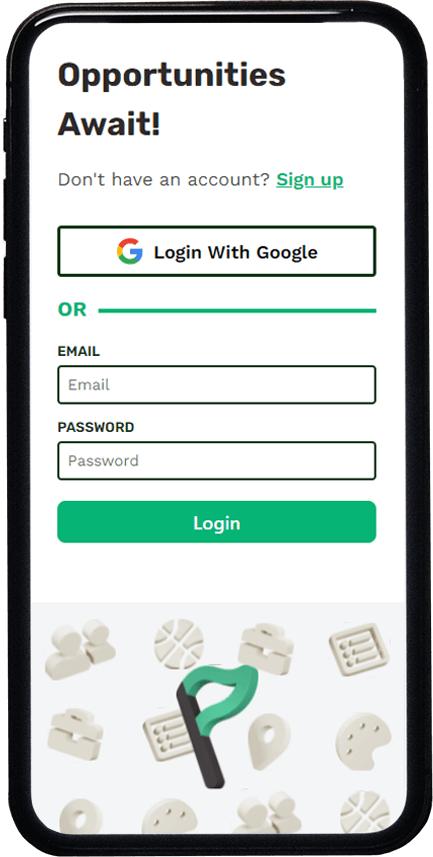 Opportunities
Await!
Don't have an account? Sign up
Login With Google
OR
EMAIL
Email
PASSWORD
Password
Login